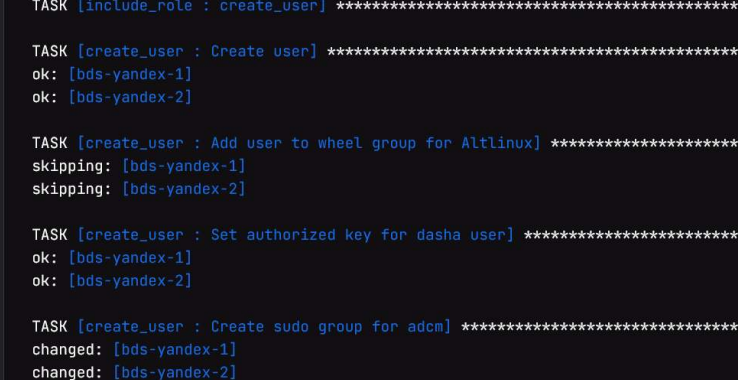 TASK [include_role : create_user] **********************************************
TASK [create_user : Create user] ***********************************************
ok: [bds-yandex-1]
ok: [bds-yandex-2]
TASK [create_user : Add user to wheel group for Altlinux] *********************
skipping: [bds-yandex-1]
skipping: [bds-yandex-2]
TASK [create_user : Set authorized key for dasha user] ************************
ok: [bds-yandex-1]
ok: [bds-yandex-2]
TASK [create_user : Create sudo group for adcm] *******************************
changed: [bds-yandex-1]
changed: [bds-yandex-2]